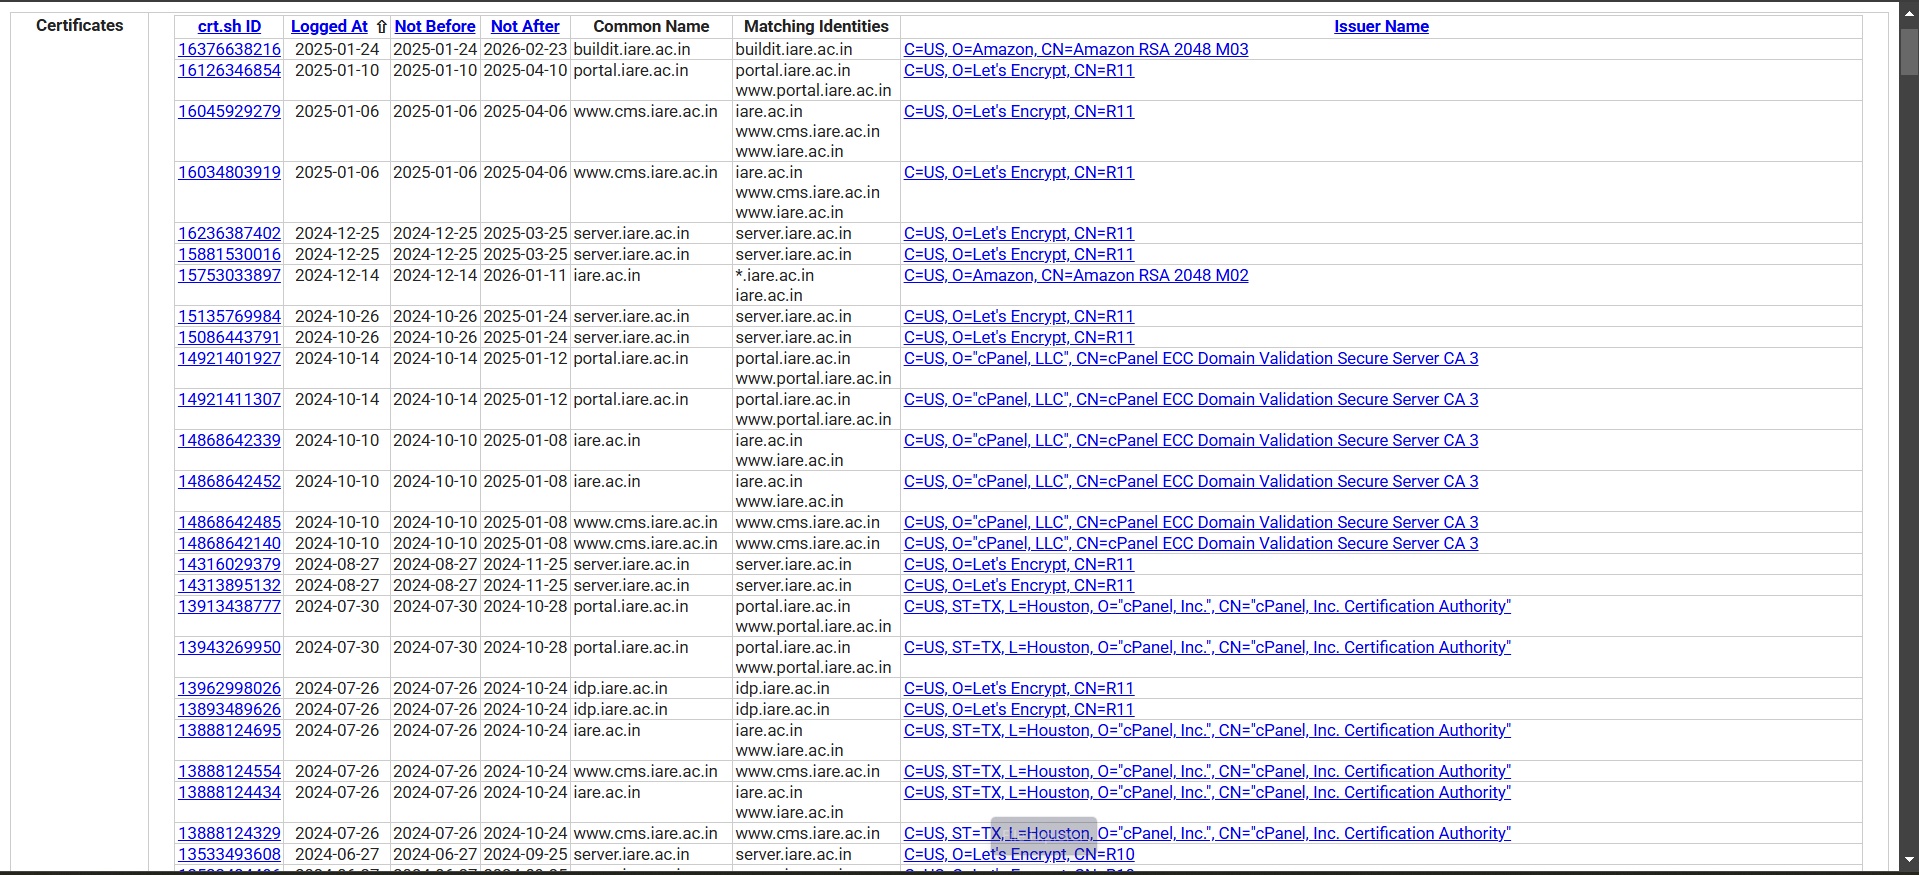 Certificates
crt.sh ID Logged At ⇧ Not Before Not After Common Name Matching Identities Issuer Name
16376638216 2025-01-24 2025-01-24 2026-02-23 buildit.iare.ac.in buildit.iare.ac.in C=US, O=Amazon, CN=Amazon RSA 2048 M03
16126346854 2025-01-10 2025-01-10 2025-04-10 portal.iare.ac.in portal.iare.ac.in C=US, O=Let's Encrypt, CN=R11
www.portal.iare.ac.in
16045929279 2025-01-06 2025-01-06 2025-04-06 www.cms.iare.ac.in iare.ac.in C=US, O=Let's Encrypt, CN=R11
www.cms.iare.ac.in
www.iare.ac.in
16034803919 2025-01-06 2025-01-06 2025-04-06 www.cms.iare.ac.in iare.ac.in C=US, O=Let's Encrypt, CN=R11
www.cms.iare.ac.in
www.iare.ac.in
16236387402 2024-12-25 2024-12-25 2025-03-25 server.iare.ac.in server.iare.ac.in C=US, O=Let's Encrypt, CN=R11
15881530016 2024-12-25 2024-12-25 2025-03-25 server.iare.ac.in server.iare.ac.in C=US, O=Let's Encrypt, CN=R11
15753033897 2024-12-14 2024-12-14 2026-01-11 iare.ac.in *.iare.ac.in C=US, O=Amazon, CN=Amazon RSA 2048 M02
iare.ac.in
15135769984 2024-10-26 2024-10-26 2025-01-24 server.iare.ac.in server.iare.ac.in C=US, O=Let's Encrypt, CN=R11
15086443791 2024-10-26 2024-10-26 2025-01-24 server.iare.ac.in server.iare.ac.in C=US, O=Let's Encrypt, CN=R11
14921401927 2024-10-14 2024-10-14 2025-01-12 portal.iare.ac.in portal.iare.ac.in C=US, O="cPanel, LLC", CN=cPanel ECC Domain Validation Secure Server CA 3
www.portal.iare.ac.in
14921411307 2024-10-14 2024-10-14 2025-01-12 portal.iare.ac.in portal.iare.ac.in C=US, O="cPanel, LLC", CN=cPanel ECC Domain Validation Secure Server CA 3
www.portal.iare.ac.in
14868642339 2024-10-10 2024-10-10 2025-01-08 iare.ac.in iare.ac.in C=US, O="cPanel, LLC", CN=cPanel ECC Domain Validation Secure Server CA 3
www.iare.ac.in
14868642452 2024-10-10 2024-10-10 2025-01-08 iare.ac.in iare.ac.in C=US, O="cPanel, LLC", CN=cPanel ECC Domain Validation Secure Server CA 3
www.iare.ac.in
14868642485 2024-10-10 2024-10-10 2025-01-08 www.cms.iare.ac.in www.cms.iare.ac.in C=US, O="cPanel, LLC", CN=cPanel ECC Domain Validation Secure Server CA 3
14868642140 2024-10-10 2024-10-10 2025-01-08 www.cms.iare.ac.in www.cms.iare.ac.in C=US, O="cPanel, LLC", CN=cPanel ECC Domain Validation Secure Server CA 3
14316029379 2024-08-27 2024-08-27 2024-11-25 server.iare.ac.in server.iare.ac.in C=US, O=Let's Encrypt, CN=R11
14313895132 2024-08-27 2024-08-27 2024-11-25 server.iare.ac.in server.iare.ac.in C=US, O=Let's Encrypt, CN=R11
13913438777 2024-07-30 2024-07-30 2024-10-28 portal.iare.ac.in portal.iare.ac.in C=US, ST=TX, L=Houston, O="cPanel, Inc.", CN="cPanel, Inc. Certification Authority"
www.portal.iare.ac.in
13943269950 2024-07-30 2024-07-30 2024-10-28 portal.iare.ac.in portal.iare.ac.in C=US, ST=TX, L=Houston, O="cPanel, Inc.", CN="cPanel, Inc. Certification Authority"
www.portal.iare.ac.in
13962998026 2024-07-26 2024-07-26 2024-10-24 idp.iare.ac.in idp.iare.ac.in C=US, O=Let's Encrypt, CN=R11
13893489626 2024-07-26 2024-07-26 2024-10-24 idp.iare.ac.in idp.iare.ac.in C=US, O=Let's Encrypt, CN=R11
13888124695 2024-07-26 2024-07-26 2024-10-24 iare.ac.in iare.ac.in C=US, ST=TX, L=Houston, O="cPanel, Inc.", CN="cPanel, Inc. Certification Authority"
www.iare.ac.in
13888124554 2024-07-26 2024-07-26 2024-10-24 www.cms.iare.ac.in www.cms.iare.ac.in C=US, ST=TX, L=Houston, O="cPanel, Inc.", CN="cPanel, Inc. Certification Authority"
13888124434 2024-07-26 2024-07-26 2024-10-24 iare.ac.in iare.ac.in C=US, ST=TX, L=Houston, O="cPanel, Inc.", CN="cPanel, Inc. Certification Authority"
www.iare.ac.in
13888124329 2024-07-26 2024-07-26 2024-10-24 www.cms.iare.ac.in www.cms.iare.ac.in C=US, ST=TX, L=Houston, O="cPanel, Inc.", CN="cPanel, Inc. Certification Authority"
13533493608 2024-06-27 2024-06-27 2024-09-25 server.iare.ac.in server.iare.ac.in C=US, O=Let's Encrypt, CN=R10